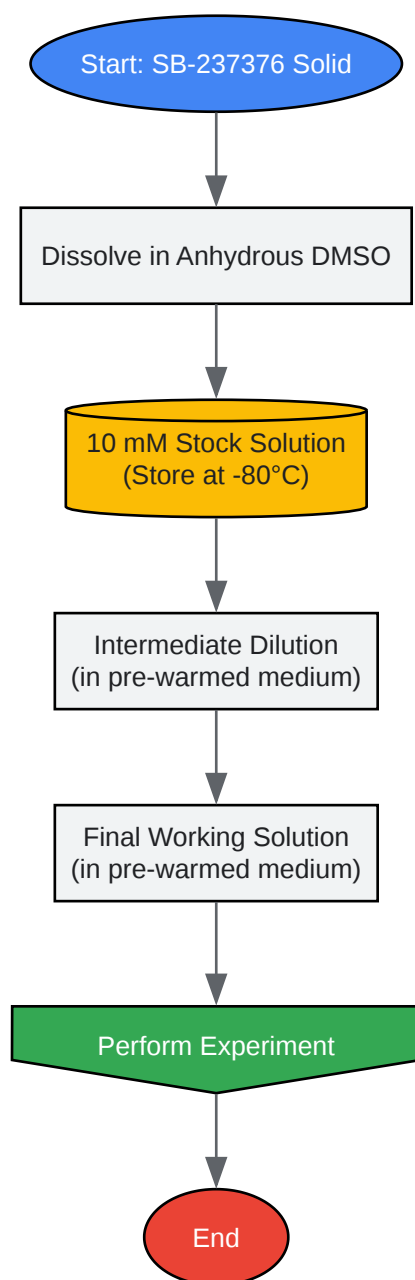 Start: SB-237376 Solid
Dissolve in Anhydrous DMSO
10 mM Stock Solution
(Store at -80°C)
Intermediate Dilution
(in pre-warmed medium)
Final Working Solution
(in pre-warmed medium)
Perform Experiment
End